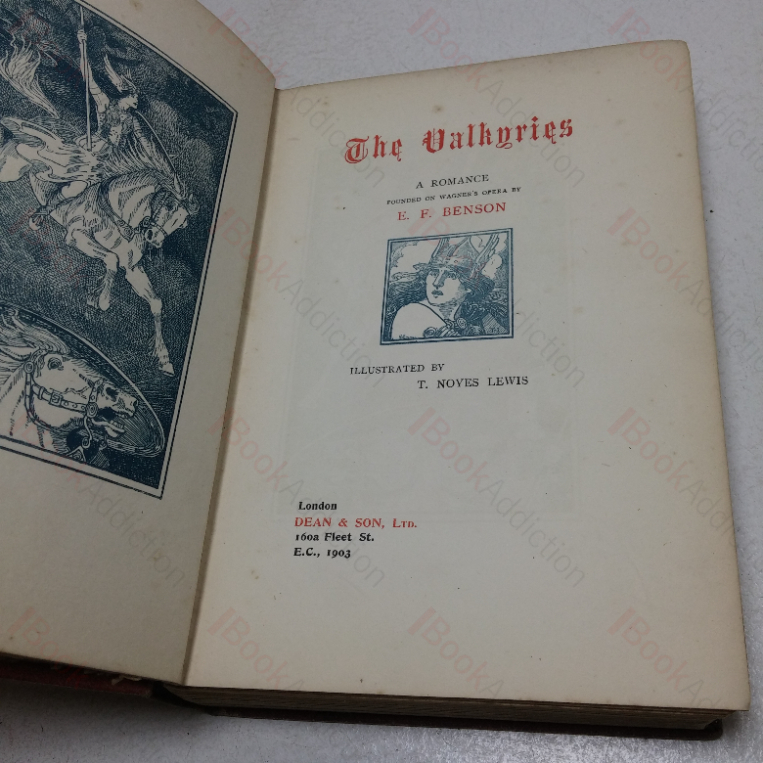 The Valkyries
A ROMANCE
FOUNDED ON WAGNER'S OPERA BY
E. F. BENSON
ILLUSTRATED BY
T. NOYES LEWIS
London
DEAN & SON, LTD.
160a Fleet St.
E.C., 1903
BookAddiction